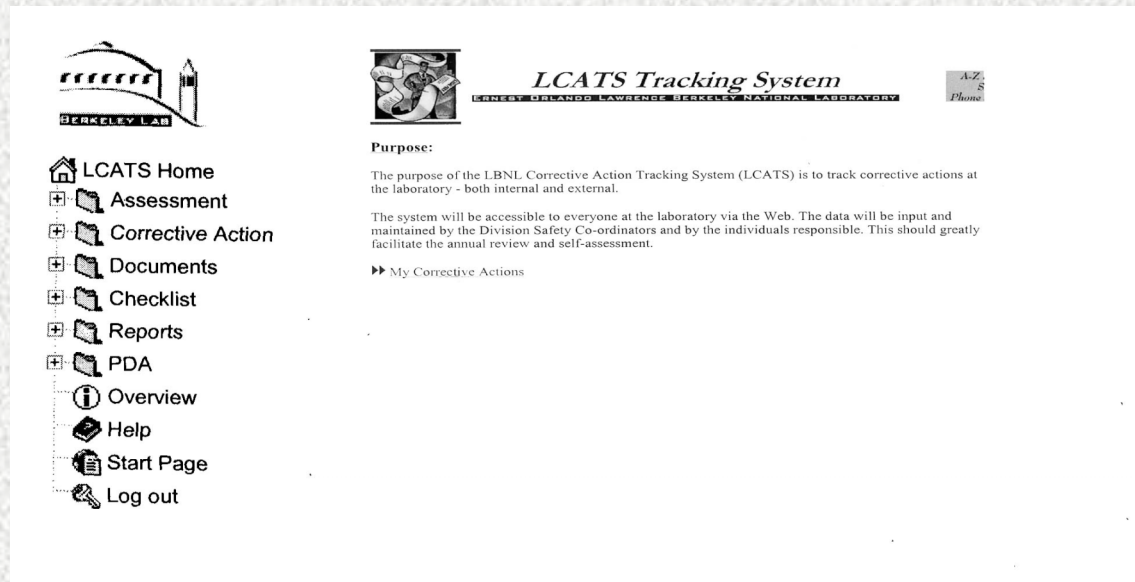 BERKELEY LAB
LCATS Home
Assessment
Corrective Action
Documents
Checklist
Reports
PDA
Overview
Help
Start Page
Log out
LCATS Tracking System
ERNEST ORLANDO LAWRENCE BERKELEY NATIONAL LABORATORY
A-Z
S
Phone
Purpose:
The purpose of the LBNL Corrective Action Tracking System (LCATS) is to track corrective actions at
the laboratory - both internal and external.
The system will be accessible to everyone at the laboratory via the Web. The data will be input and
maintained by the Division Safety Co-ordinators and by the individuals responsible. This should greatly
facilitate the annual review and self-assessment.
My Corrective Actions